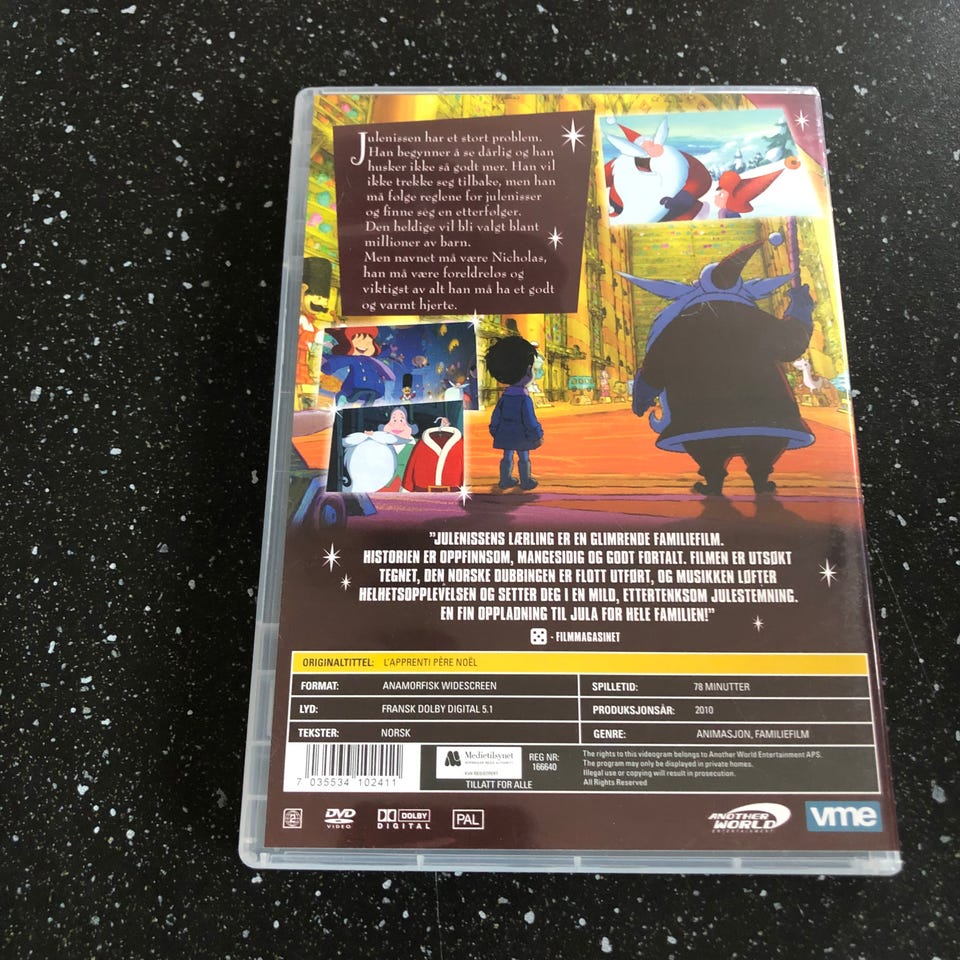 Julenissen har et stort problem.
Han begynner å se dårlig og han
husker ikke så godt mer. Han vil
ikke trekke seg tilbake, men han
må følge reglene for julenisser
og finne seg en etterfølger.
Den heldige vil bli valgt blant
millioner av barn.
Men navnet må være Nicholas,
han må være foreldreløs og
viktigst av alt han må ha et godt
og varmt hjerte.
"JULENISSENS LÆRLING ER EN GLIMRENDE FAMILIEFILM.
HISTORIEN ER OPPFINNSOM, MANGESIDIG OG GODT FORTALT. FILMEN ER UTSØKT
TEGNET, DEN NORSKE DUBBINGEN ER FLOTT UTFØRT, OG MUSIKKEN LØFTER
HELHETSOPPLEVELSEN OG SETTER DEG I EN MILD, ETTERTENKSOM JULESTEMNING.
EN FIN OPPLADNING TIL JULA FOR HELE FAMILIEN!"
- FILMMAGASINET
ORIGINALTITTEL: L'APPRENTI PÈRE NOËL
FORMAT: ANAMORFISK WIDESCREEN
SPILLETID: 78 MINUTTER
LYD: FRANSK DOLBY DIGITAL 5.1
PRODUKSJONSÅR: 2010
TEKSTER: NORSK
GENRE: ANIMASJON, FAMILIEFILM
7 035534 102411
Medietilsynet
NORWEGIAN MEDIA AUTHORITY
KUN REGISTRERT
TILLATT FOR ALLE
REG NR:
166640
The rights to this videogram belongs to Another World Entertainment APS.
The program may only be displayed in private homes.
Illegal use or copying will result in prosecution.
All Rights Reserved
2
DVD
VIDEO
DOLBY
DIGITAL
PAL
ANOTHER
WORLD
ENTERTAINMENT
vme